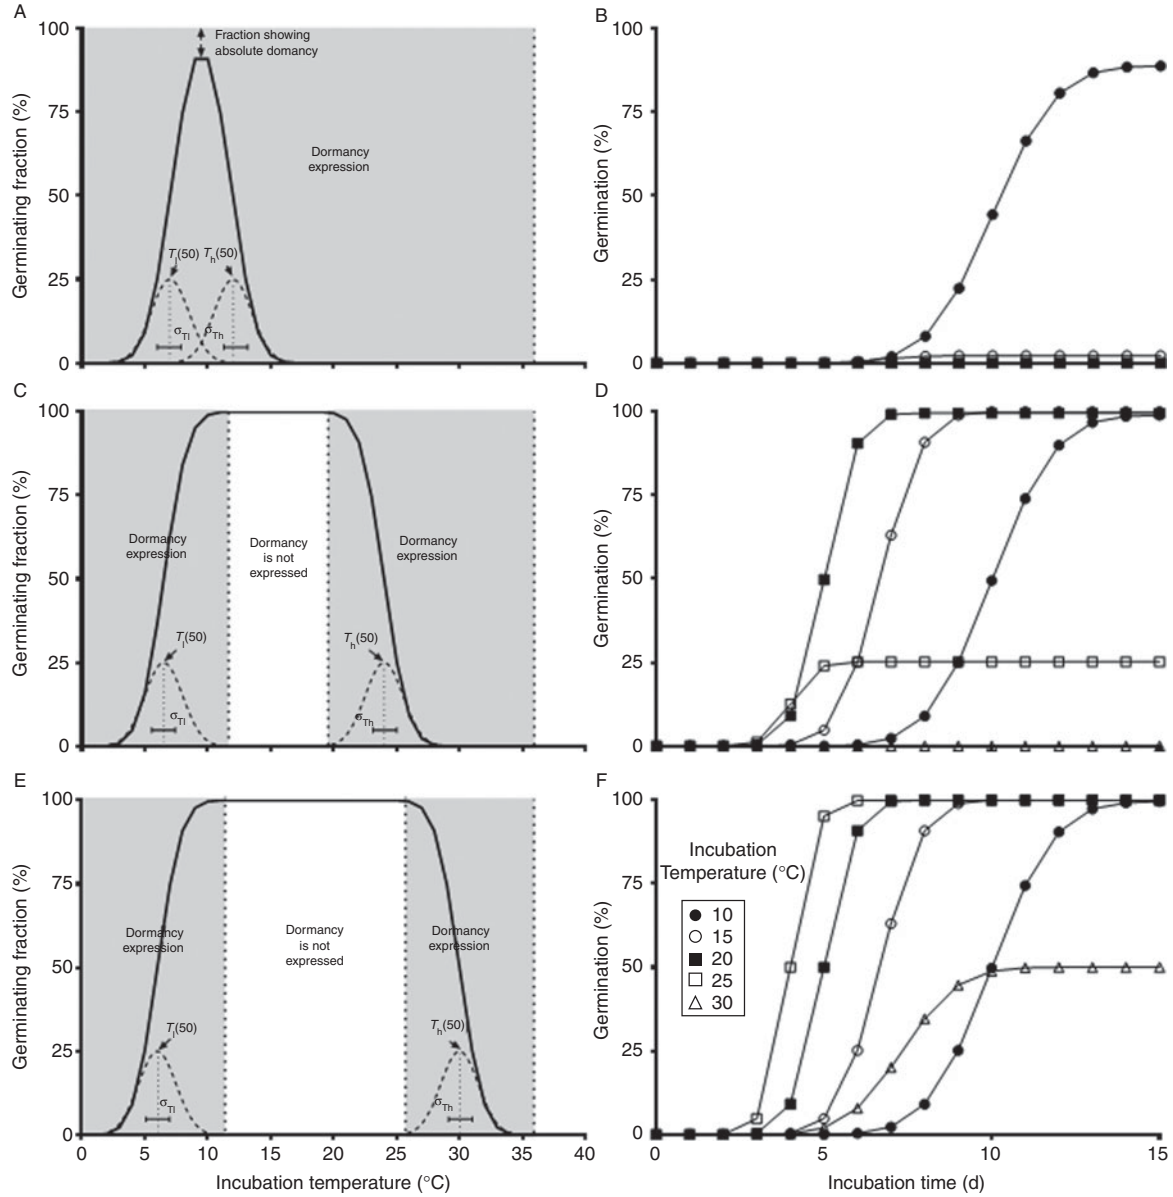 A
100
75
50
25
0
Germinating fraction (%)
Fraction showing
absolute domancy
Dormancy
expression
Tl(50) Th(50)
σTl
σTh
B
100
75
50
25
0
Germination (%)
C
100
75
50
25
0
Germinating fraction (%)
Dormancy
expression
Dormancy
is not
expressed
Dormancy
expression
Tl(50)
Th(50)
σTl
σTh
D
100
75
50
25
0
Germination (%)
E
100
75
50
25
0
Germinating fraction (%)
Dormancy
expression
Dormancy
is not
expressed
Dormancy
expression
Tl(50)
Th(50)
σTl
σTh
0 5 10 15 20 25 30 35 40
Incubation temperature (°C)
F
100
75
50
25
0
Germination (%)
Incubation
Temperature (°C)
10
15
20
25
30
0 5 10 15
Incubation time (d)